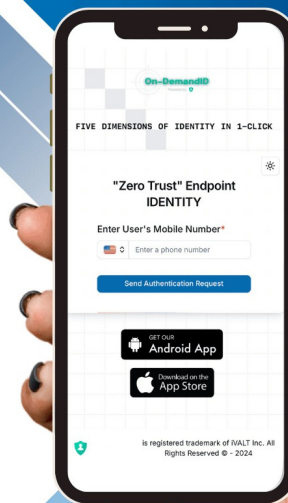 On-DemandID
FIVE DIMENSIONS OF IDENTITY IN 1-CLICK
"Zero Trust" Endpoint
IDENTITY
Enter User's Mobile Number*
Enter a phone number
Send Authentication Request
GET OUR
Android App
Download on the
App Store
is registered trademark of iVALT Inc. All
Rights Reserved © - 2024